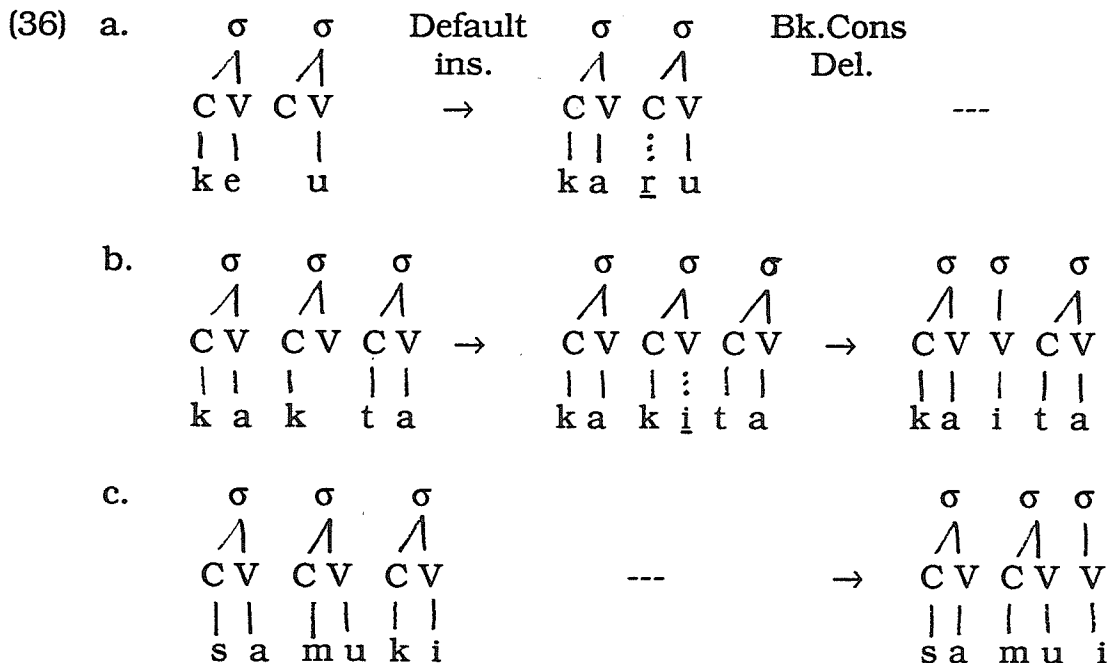 (36) a. σ σ Default σ σ Bk.Cons
ins. Del.
C V C V → C V C V ---
k e u k a r u
b. σ σ σ σ σ σ σ σ σ
C V C V C V → C V C V C V → C V V C V
k a k t a k a k i t a k a i t a
c. σ σ σ σ σ σ
C V C V C V --- → C V C V V
s a m u k i s a m u i